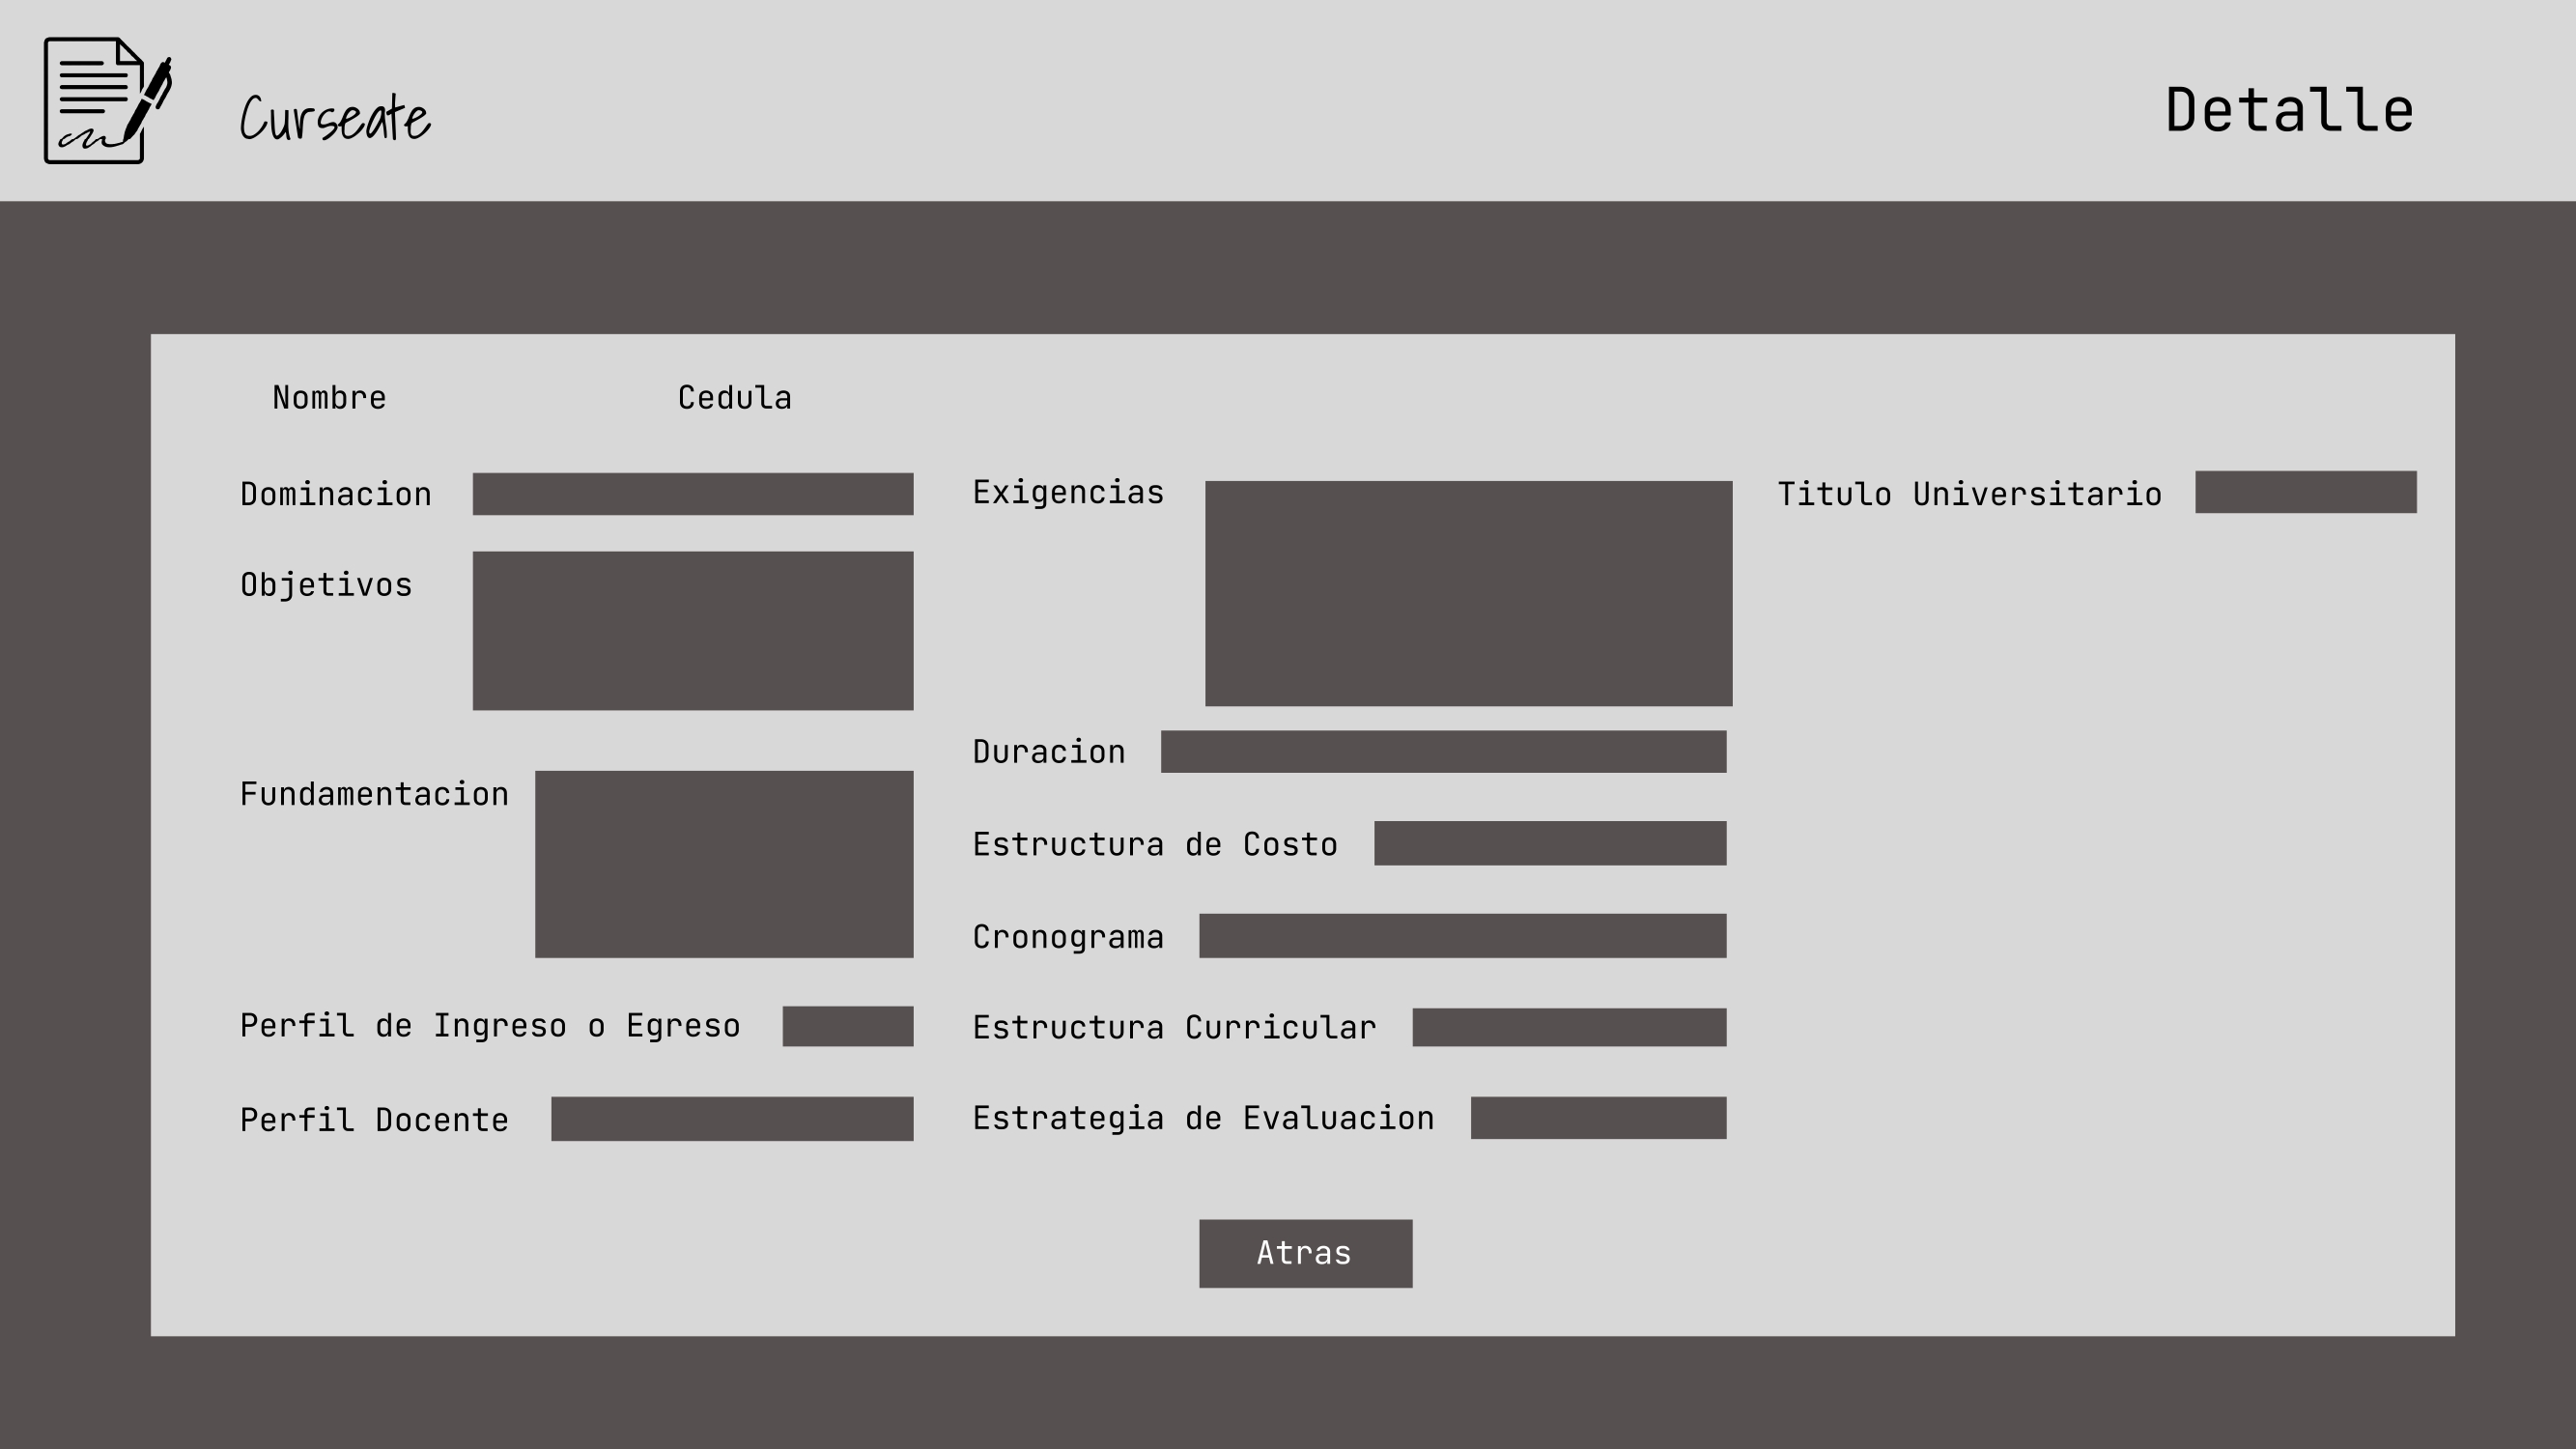 Curseate
Detalle
Nombre
Cedula
Dominacion
Objetivos
Fundamentacion
Perfil de Ingreso o Egreso
Perfil Docente
Exigencias
Duracion
Estructura de Costo
Cronograma
Estructura Curricular
Estrategia de Evaluacion
Titulo Universitario
Atras